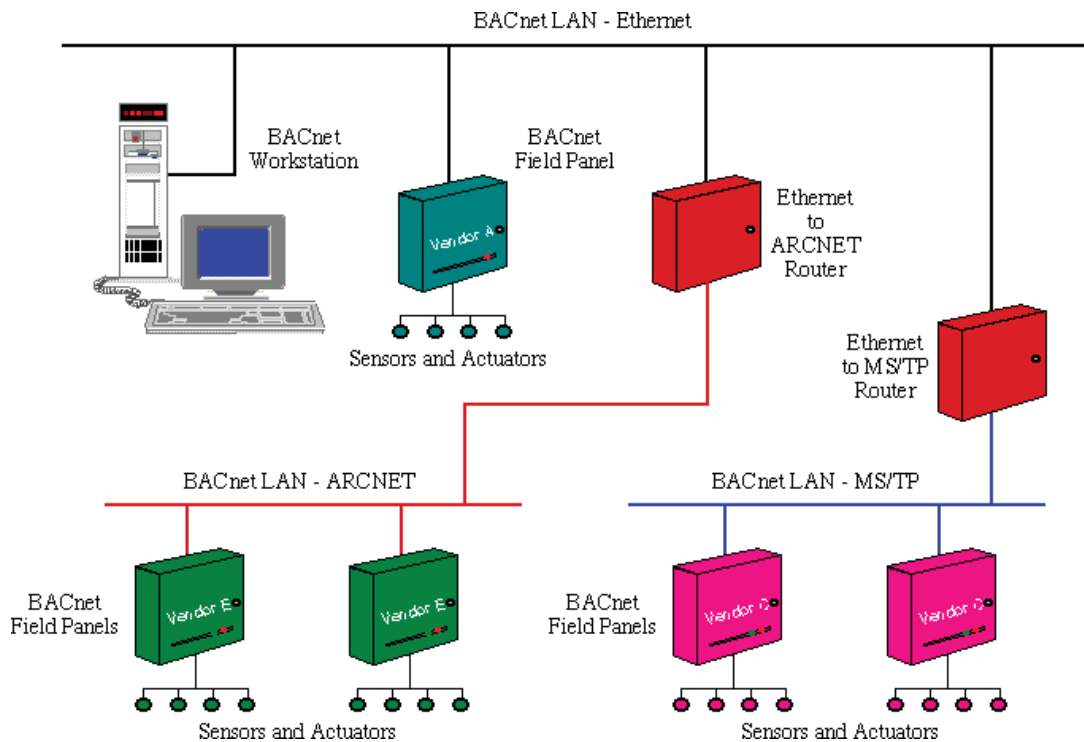 BACnet LAN - Ethernet
BACnet
Workstation
BACnet
Field Panel
Vendor A
Ethernet
to
ARCNET
Router
Sensors and Actuators
Ethernet
to MS/TP
Router
BACnet LAN - ARCNET
BACnet LAN - MS/TP
BACnet
Field Panels
Vendor
Vendor
BACnet
Field Panels
Vendor
Vendor
Sensors and Actuators
Sensors and Actuators